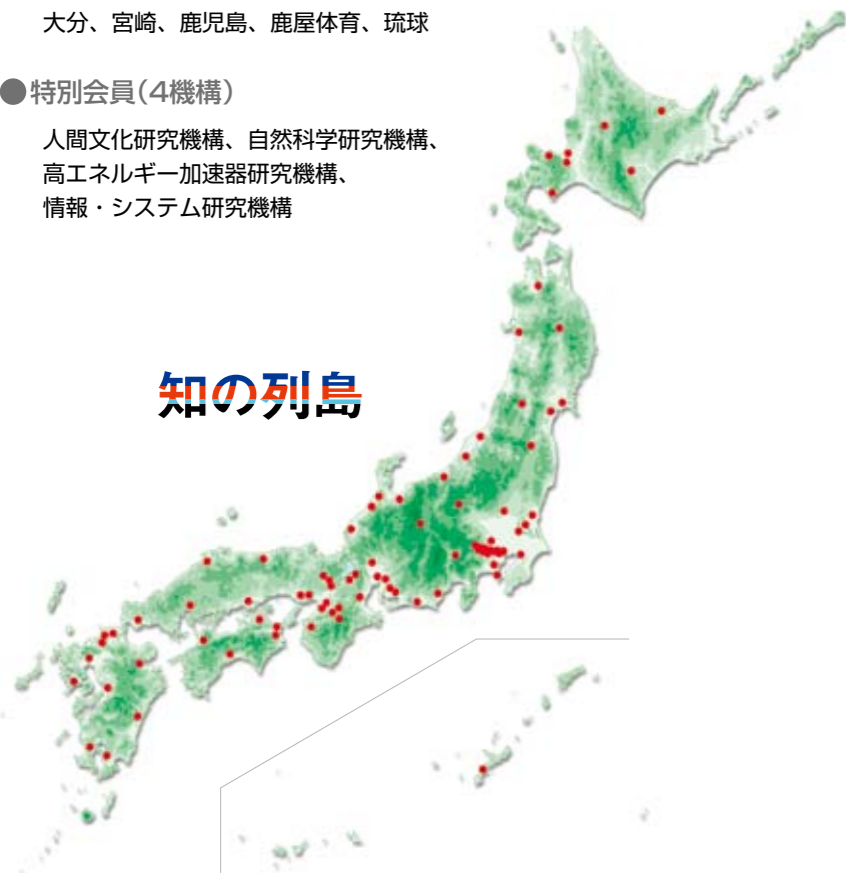 大分、宮崎、鹿児島、鹿屋体育、琉球
●特別会員(4機構)
人間文化研究機構、自然科学研究機構、
高エネルギー加速器研究機構、
情報・システム研究機構
知の列島